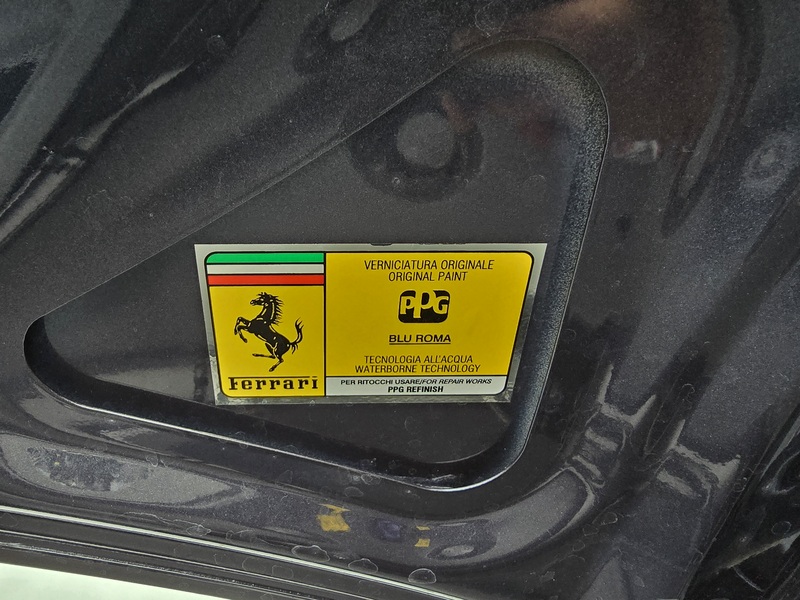 Ferrari
VERNICIATURA ORIGINALE
ORIGINAL PAINT
PPG
BLU ROMA
TECNOLOGIA ALL'ACQUA
WATERBORNE TECHNOLOGY
PER RITOCCHI USARE/FOR REPAIR WORKS
PPG REFINISH